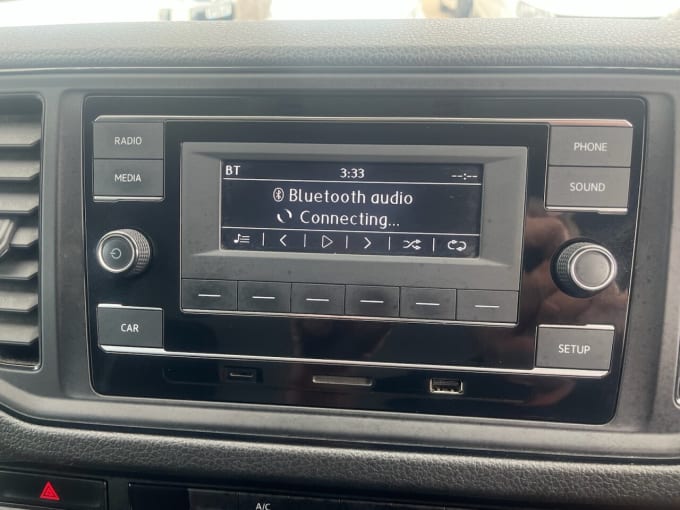 RADIO
MEDIA
PHONE
SOUND
BT 3:33 --:--
Bluetooth audio
Connecting...
CAR
SETUP
A/C